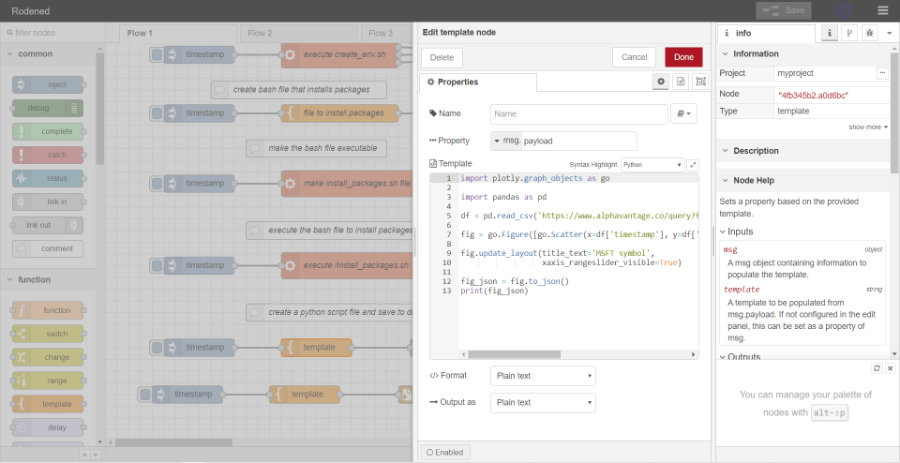 Rodened
Save
filter nodes
common
inject
debug
complete
catch
status
link in
link out
comment
function
function
switch
change
range
template
delay
Flow 1
Flow 2
Flow 3
timestamp
execute create_env.sh
create bash file that installs packages
timestamp
file to install packages
make the bash file executable
timestamp
make install_packages.sh file
execute the bash file to install packages
timestamp
execute /install_packages.sh
create a python script file and save to
timestamp
template
timestamp
template
Edit template node
Delete
Cancel
Done
Properties
Name
Name
Property
msg. payload
Template
Syntax Highlight:
Python
1 import plotly.graph_objects as go
2
3 import pandas as pd
4
5 df = pd.read_csv('https://www.alphavantage.co/query?f
6
7 fig = go.Figure([go.Scatter(x=df['timestamp'], y=df['
8
9 fig.update_layout(title_text='MSFT symbol',
10 xaxis_rangeslider_visible=True)
11
12 fig_json = fig.to_json()
13 print(fig_json)
Format
Plain text
Output as
Plain text
Enabled
info
Information
Project
myproject
Node
"4fb345b2.a0d6bc"
Type
template
show more
Description
Node Help
Sets a property based on the provided
template.
Inputs
msg
object
A msg object containing information to
populate the template.
template
string
A template to be populated from
msg.payload. If not configured in the edit
panel, this can be set as a property of
msg.
Outputs
You can manage your palette of
nodes with alt-⇧p